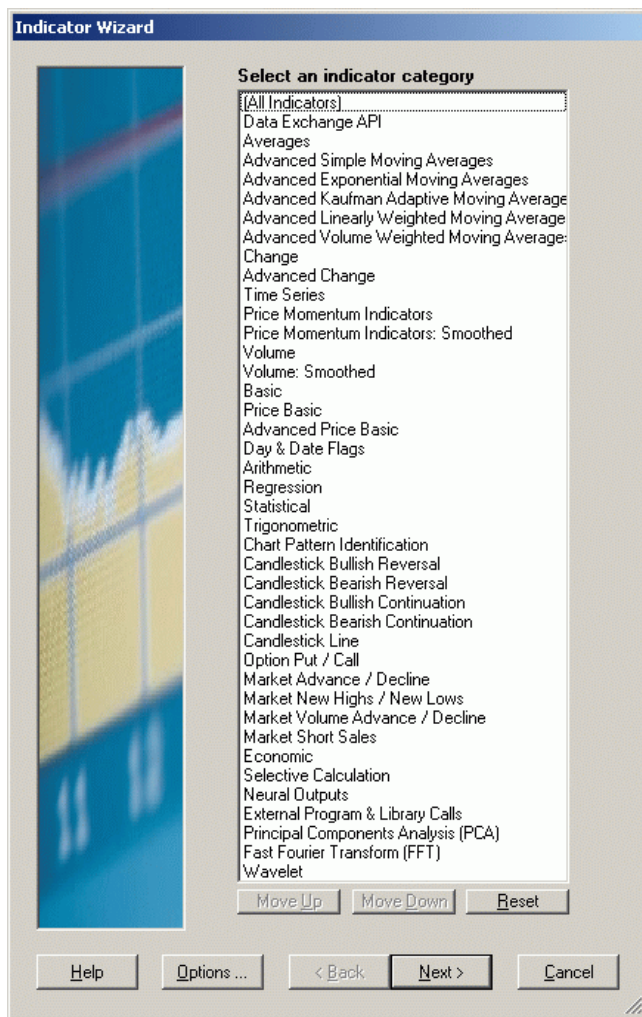 Indicator Wizard
Select an indicator category
(All Indicators)
Data Exchange API
Averages
Advanced Simple Moving Averages
Advanced Exponential Moving Averages
Advanced Kaufman Adaptive Moving Average
Advanced Linearly Weighted Moving Average
Advanced Volume Weighted Moving Average:
Change
Advanced Change
Time Series
Price Momentum Indicators
Price Momentum Indicators: Smoothed
Volume
Volume: Smoothed
Basic
Price Basic
Advanced Price Basic
Day & Date Flags
Arithmetic
Regression
Statistical
Trigonometric
Chart Pattern Identification
Candlestick Bullish Reversal
Candlestick Bearish Reversal
Candlestick Bullish Continuation
Candlestick Bearish Continuation
Candlestick Line
Option Put / Call
Market Advance / Decline
Market New Highs / New Lows
Market Volume Advance / Decline
Market Short Sales
Economic
Selective Calculation
Neural Outputs
External Program & Library Calls
Principal Components Analysis (PCA)
Fast Fourier Transform (FFT)
Wavelet
Move Up Move Down Reset
Help Options ... < Back Next > Cancel